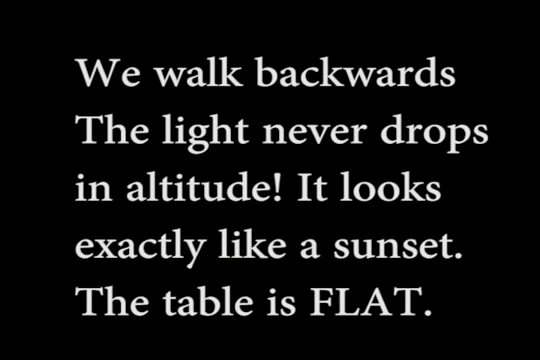 We walk backwards
The light never drops
in altitude! It looks
exactly like a sunset.
The table is FLAT.